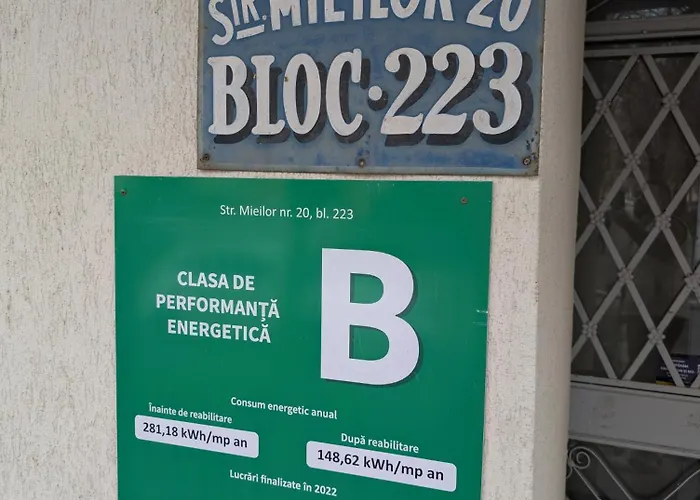 STR. MIEILOR 20
BLOC·223
Str. Mieilor nr. 20, bl. 223
CLASA DE
PERFORMANȚĂ
ENERGETICĂ
B
Consum energetic anual
Înainte de reabilitare
281,18 kWh/mp an
După reabilitare
148,62 kWh/mp an
Lucrări finalizate în 2022